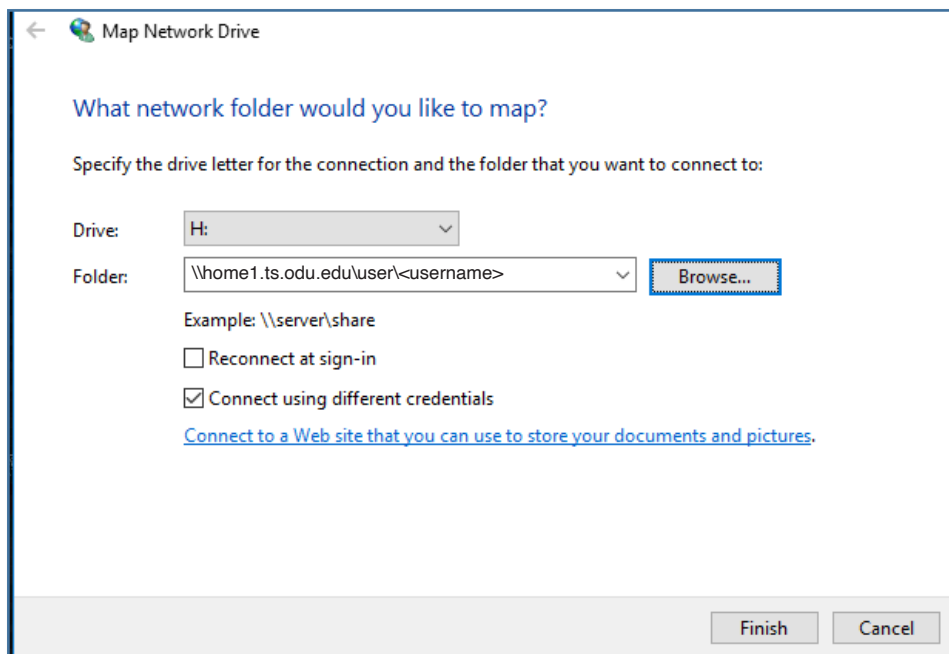 Map Network Drive
What network folder would you like to map?
Specify the drive letter for the connection and the folder that you want to connect to:
Drive: H:
Folder: \\home1.ts.odu.edu\user\<username> Browse...
Example: \\server\share
Reconnect at sign-in
Connect using different credentials
Connect to a Web site that you can use to store your documents and pictures.
Finish Cancel